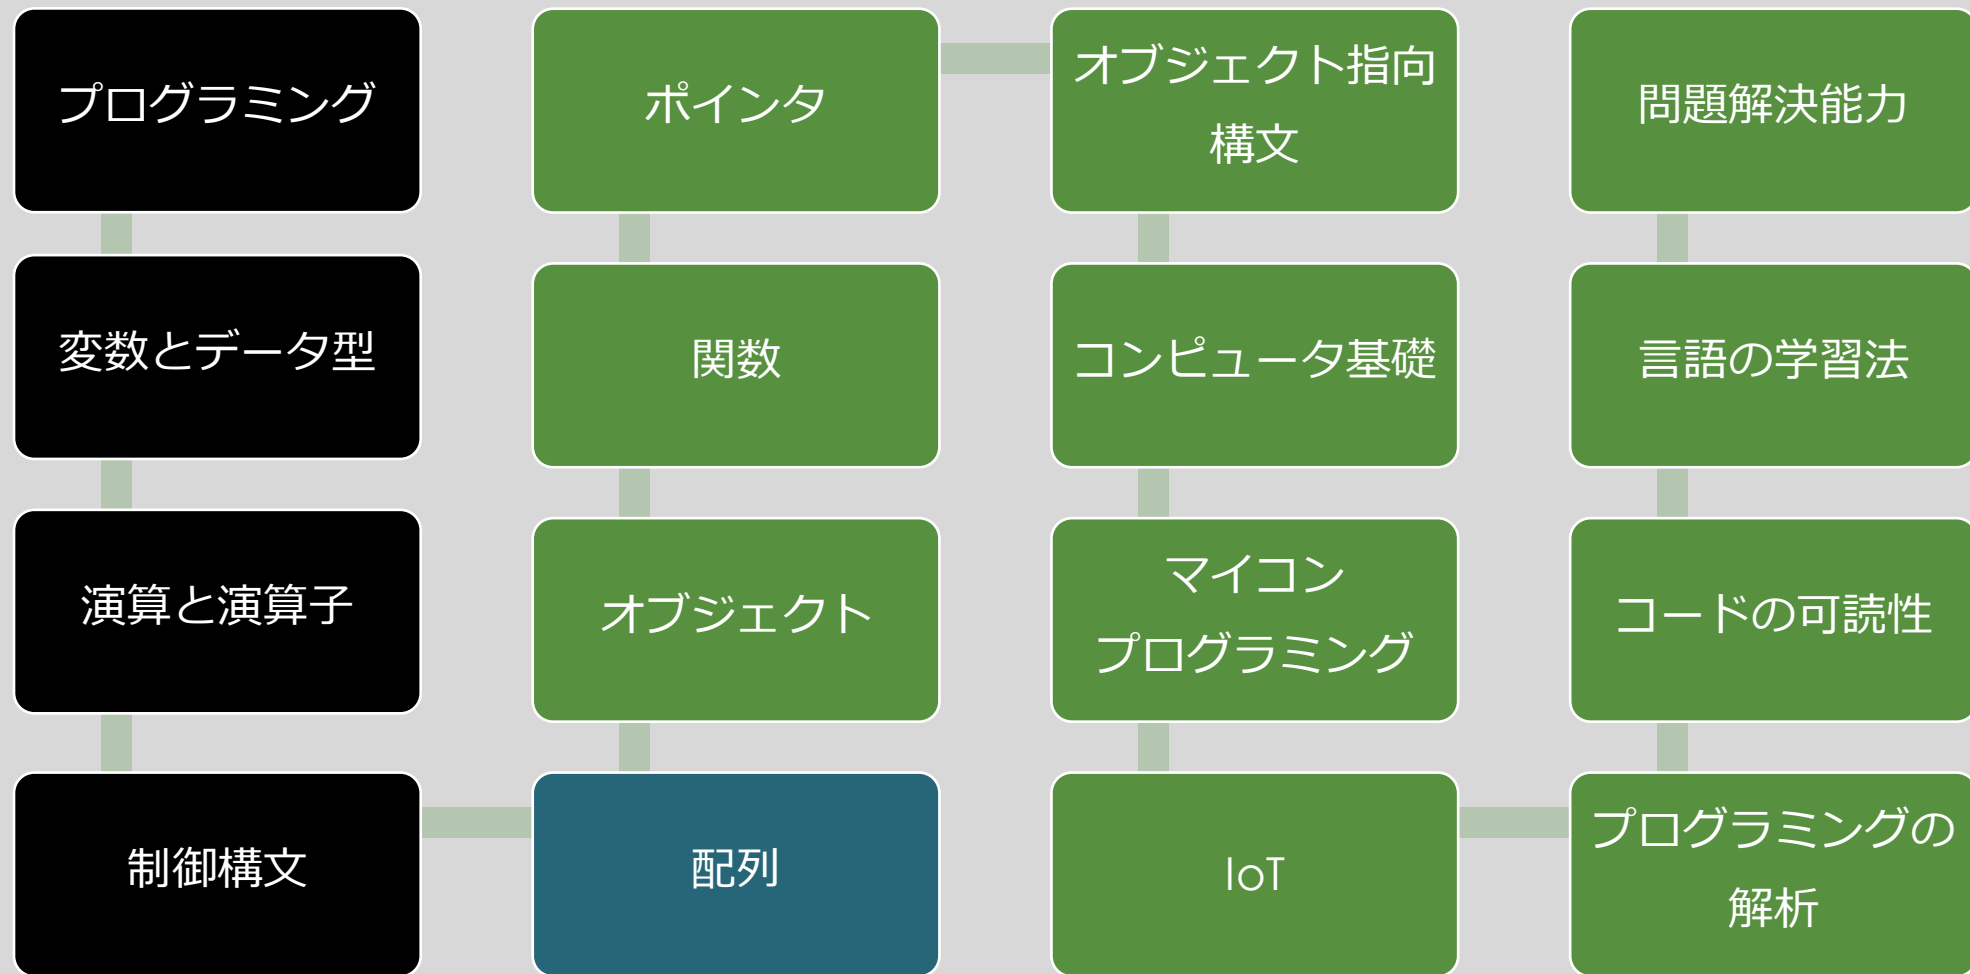 プログラミング
変数とデータ型
演算と演算子
制御構文
配列
オブジェクト
関数
ポインタ
オブジェクト指向
構文
コンピュータ基礎
マイコン
プログラミング
IoT
プログラミングの
解析
コードの可読性
言語の学習法
問題解決能力